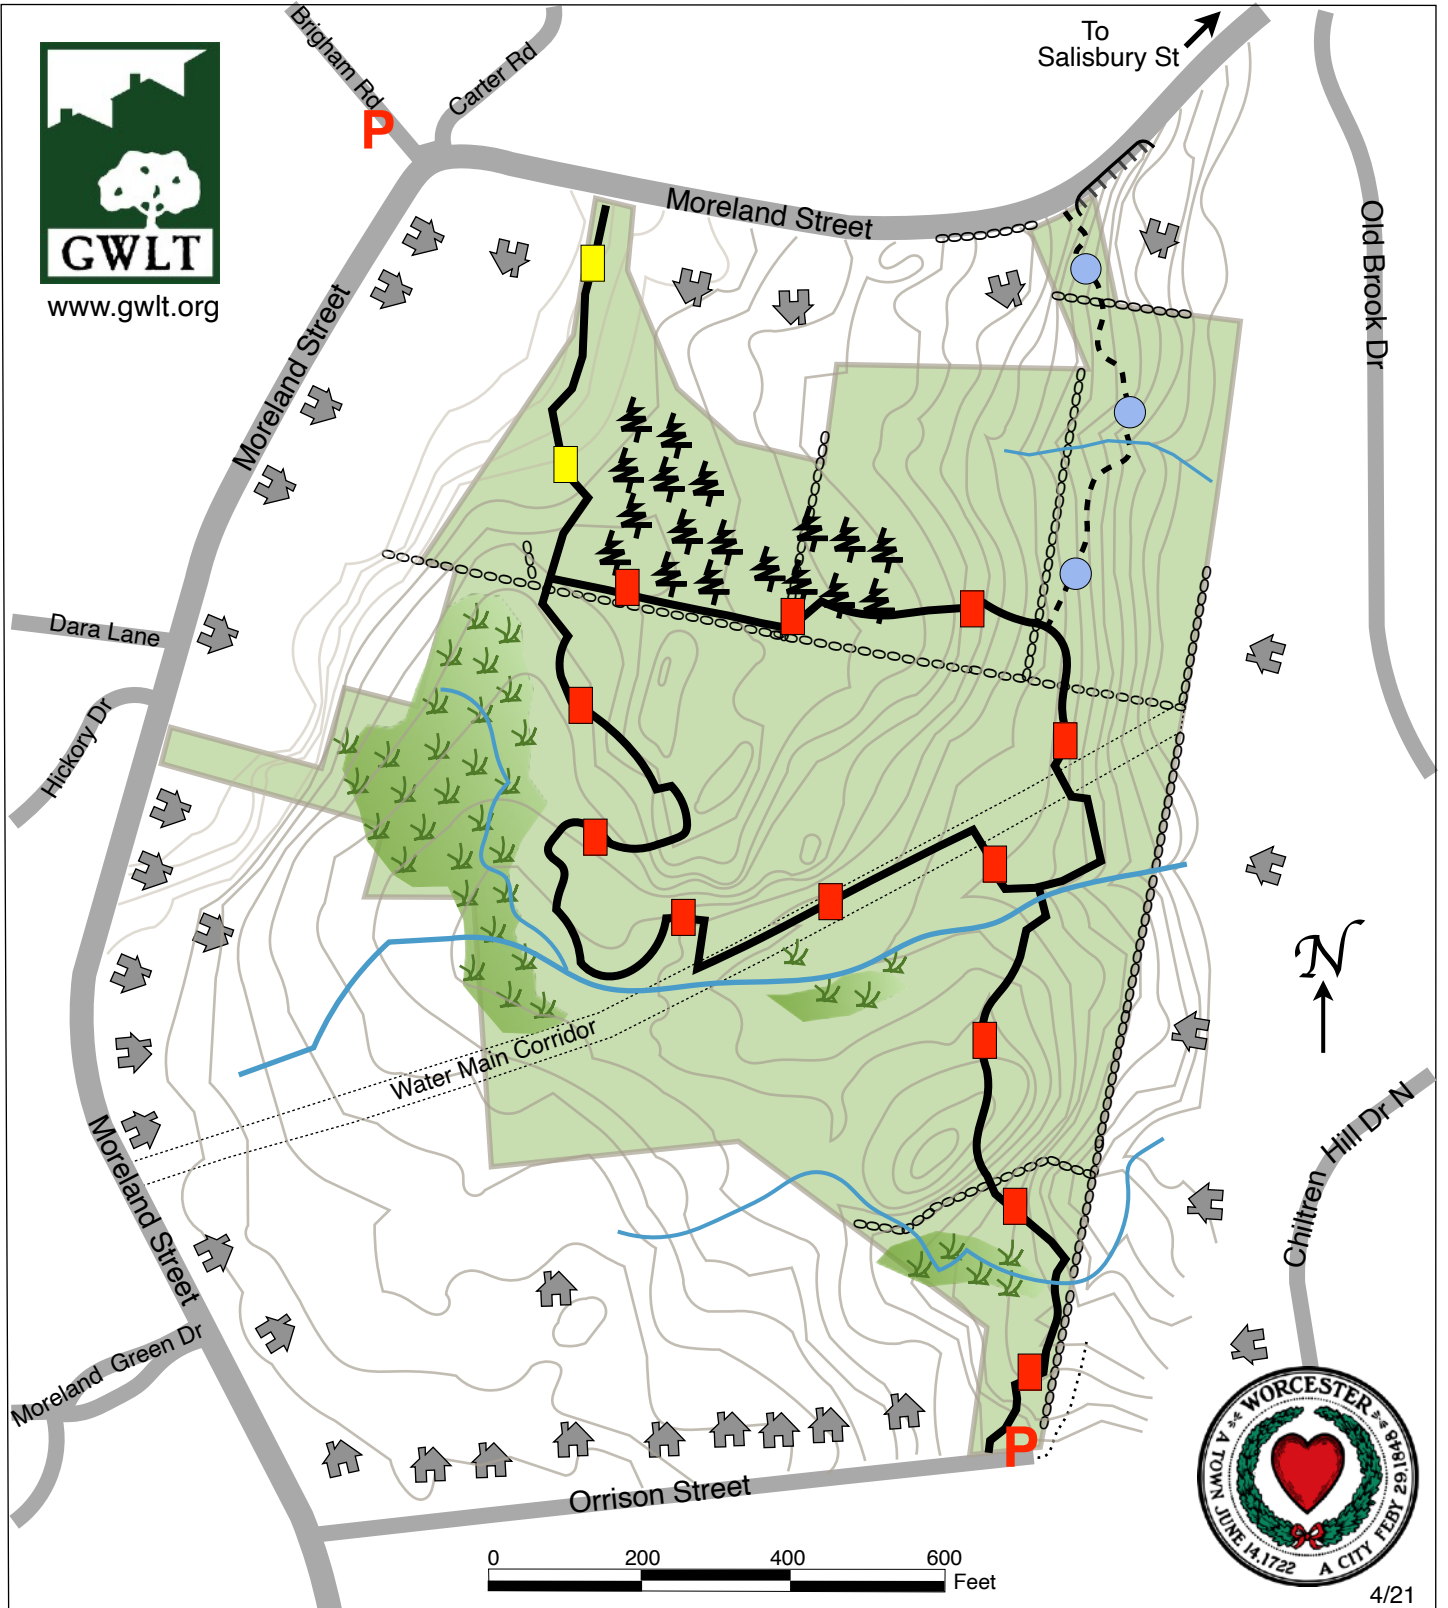 To
Salisbury St
Brigham Rd
Carter Rd
P
GWLT
www.gwlt.org
Moreland Street
Moreland Street
Old Brook Dr
Dara Lane
Hickory Dr
N
Water Main Corridor
Moreland Street
Chiltren Hill Dr N
Moreland Green Dr
P
Orrison Street
WORCESTER
A TOWN JUNE 14,1722
A CITY FEBY 29.1848
0 200 400 600
Feet
4/21